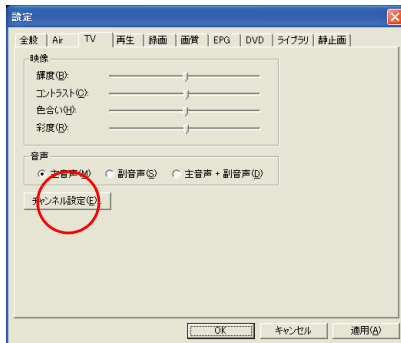 設定
全般 Air TV 再生 録画 画質 EPG DVD ライブラリ 静止画
映像
輝度(B):
コントラスト(C):
色合い(H):
彩度(R):
音声
主音声(M) 副音声(S) 主音声 + 副音声(D)
チャンネル設定(E)...
OK キャンセル 適用(A)